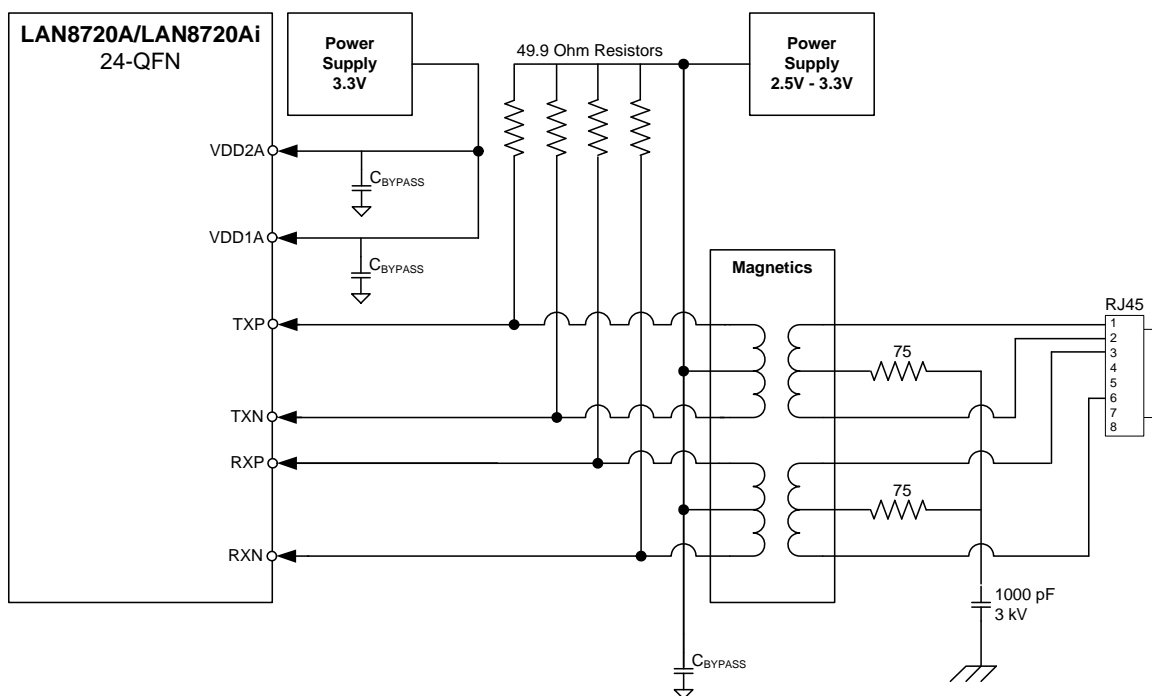 LAN8720A/LAN8720Ai
24-QFN
Power
Supply
3.3V
49.9 Ohm Resistors
Power
Supply
2.5V - 3.3V
VDD2A
CBYPASS
VDD1A
CBYPASS
Magnetics
RJ45
TXP
1
2
3
4
5
6
7
8
75
TXN
RXP
75
RXN
1000 pF
3 kV
CBYPASS